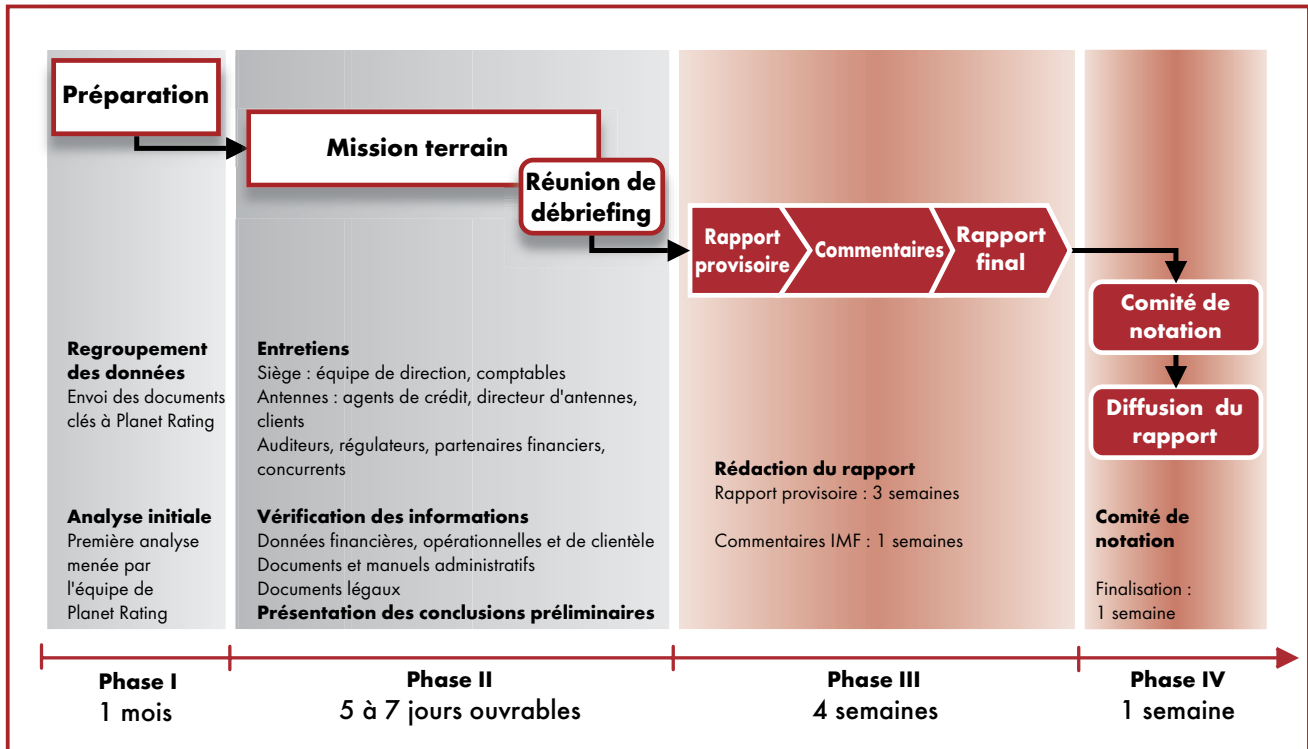 Préparation
Mission terrain
Réunion de
débriefing
Rapport
provisoire
Commentaires
Rapport
final
Comité de
notation
Diffusion du
rapport
Regroupement
des données
Envoi des documents
clés à Planet Rating
Analyse initiale
Première analyse
menée par
l'équipe de
Planet Rating
Entretiens
Siège : équipe de direction, comptables
Antennes : agents de crédit, directeur d'antennes,
clients
Auditeurs, régulateurs, partenaires financiers,
concurrents
Vérification des informations
Données financières, opérationnelles et de clientèle
Documents et manuels administratifs
Documents légaux
Présentation des conclusions préliminaires
Rédaction du rapport
Rapport provisoire : 3 semaines
Commentaires IMF : 1 semaines
Comité de
notation
Finalisation :
1 semaine
Phase I
1 mois
Phase II
5 à 7 jours ouvrables
Phase III
4 semaines
Phase IV
1 semaine